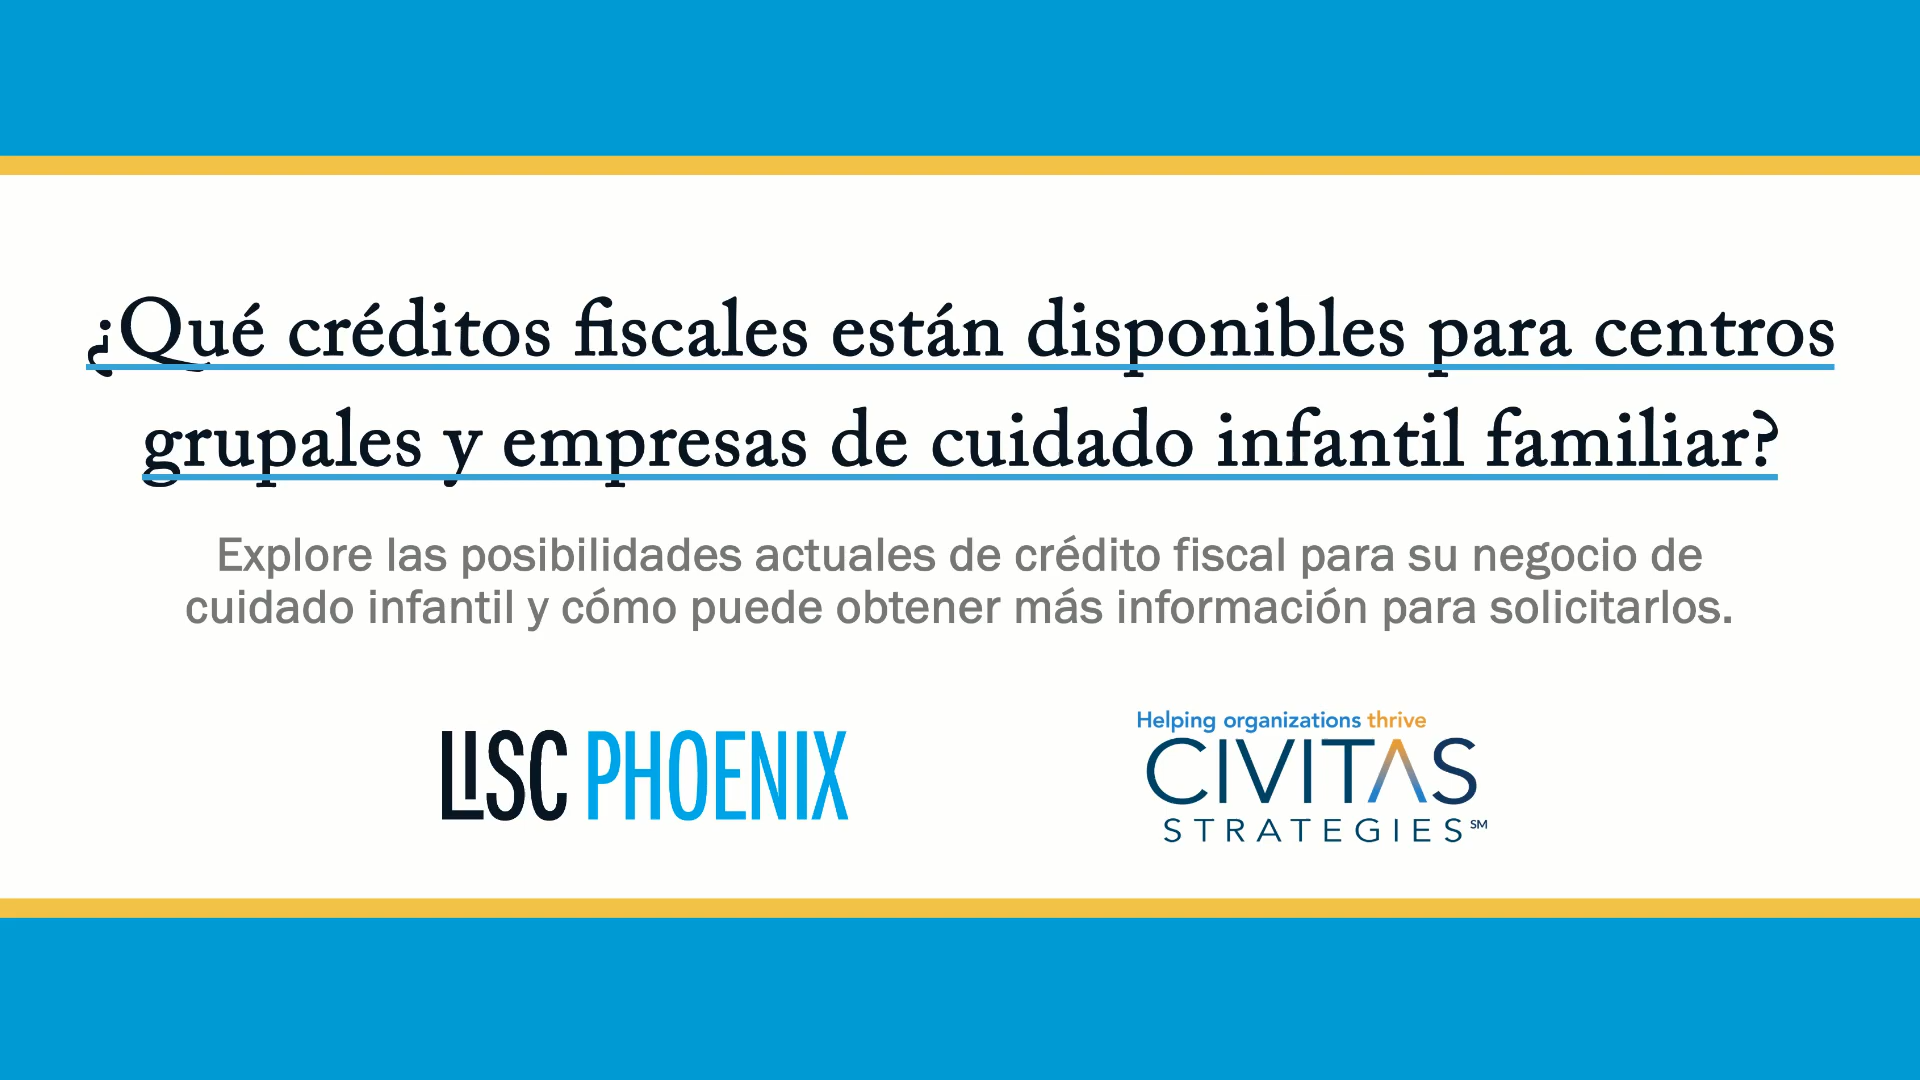 ¿Qué créditos fiscales están disponibles para centros
grupales y empresas de cuidado infantil familiar?
Explore las posibilidades actuales de crédito fiscal para su negocio de
cuidado infantil y cómo puede obtener más información para solicitarlos.
LISC PHOENIX
Helping organizations thrive
CIVITAS
STRATEGIES℠